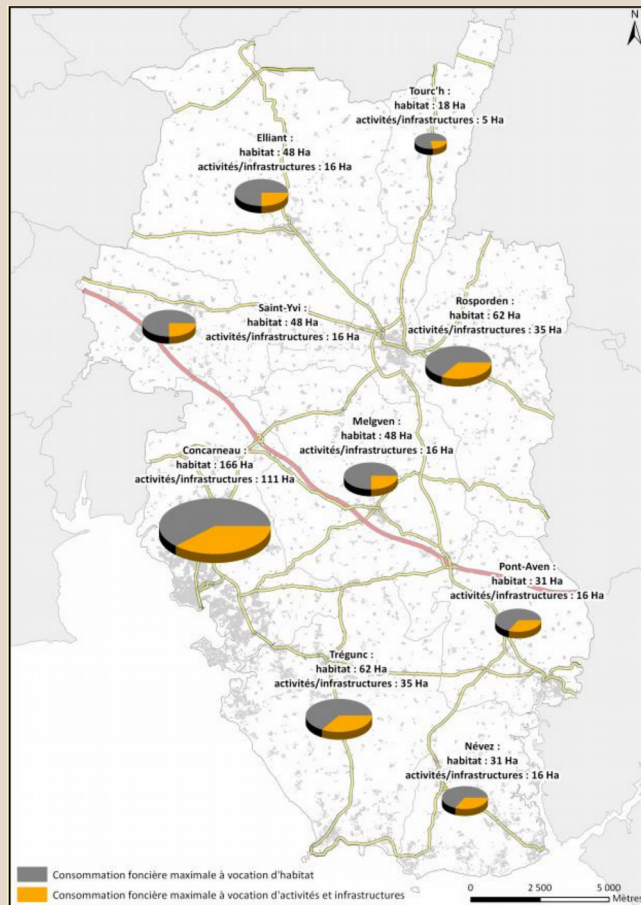 N
Tourc'h :
habitat : 18 Ha
activités/infrastructures : 5 Ha
Elliant :
habitat : 48 Ha
activités/infrastructures : 16 Ha
Saint-Yvi :
habitat : 48 Ha
activités/infrastructures : 16 Ha
Rosporden :
habitat : 62 Ha
activités/infrastructures : 35 Ha
Melgven :
habitat : 48 Ha
activités/infrastructures : 16 Ha
Concarneau :
habitat : 166 Ha
activités/infrastructures : 111 Ha
Pont-Aven :
habitat : 31 Ha
activités/infrastructures : 16 Ha
Trégunc :
habitat : 62 Ha
activités/infrastructures : 35 Ha
Névez :
habitat : 31 Ha
activités/infrastructures : 16 Ha
Consommation foncière maximale à vocation d'habitat
Consommation foncière maximale à vocation d'activités et infrastructures
0 2 500 5 000
Mètres